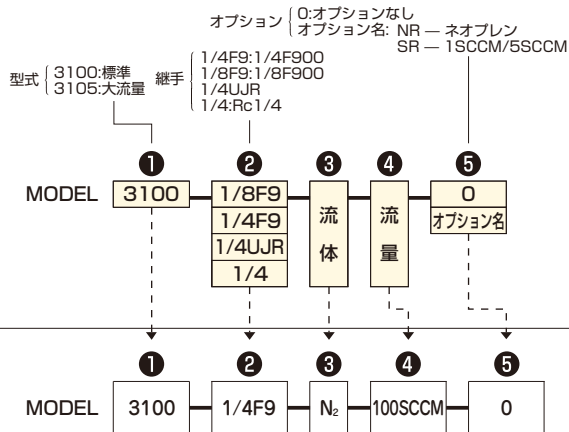 オプション
0:オプションなし
オプション名: NR ― ネオプレン
SR ― 1SCCM/5SCCM
型式
3100:標準
3105:大流量
継手
1/4F9:1/4F900
1/8F9:1/8F900
1/4UJR
1/4:Rc1/4
❶ ❷ ❸ ❹ ❺
MODEL 3100 1/8F9 流体 流量 0
1/4F9 オプション名
1/4UJR
1/4
❶ ❷ ❸ ❹ ❺
MODEL 3100 1/4F9 N₂ 100SCCM 0